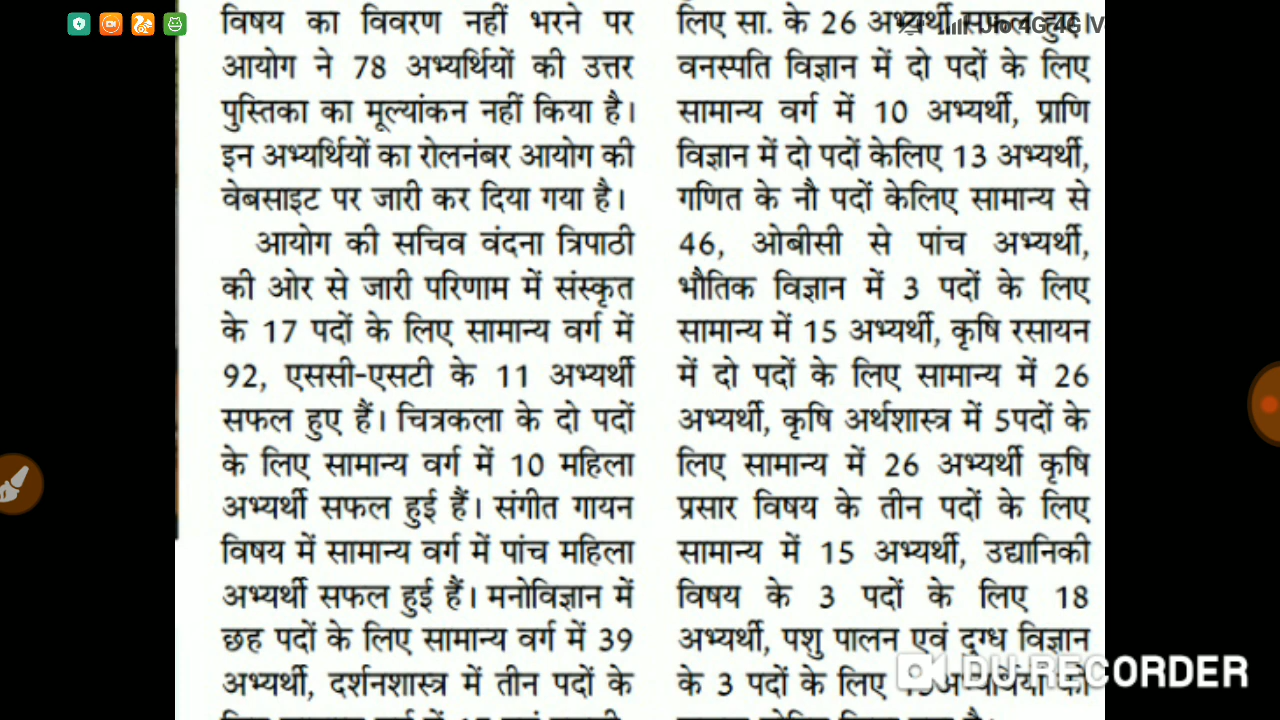 विषय का विवरण नहीं भरने पर
आयोग ने 78 अभ्यर्थियों की उत्तर
पुस्तिका का मूल्यांकन नहीं किया है।
इन अभ्यर्थियों का रोलनंबर आयोग की
वेबसाइट पर जारी कर दिया गया है।
आयोग की सचिव वंदना त्रिपाठी
की ओर से जारी परिणाम में संस्कृत
के 17 पदों के लिए सामान्य वर्ग में
92, एससी-एसटी के 11 अभ्यर्थी
सफल हुए हैं। चित्रकला के दो पदों
के लिए सामान्य वर्ग में 10 महिला
अभ्यर्थी सफल हुई हैं। संगीत गायन
विषय में सामान्य वर्ग में पांच महिला
अभ्यर्थी सफल हुई हैं। मनोविज्ञान में
छह पदों के लिए सामान्य वर्ग में 39
अभ्यर्थी, दर्शनशास्त्र में तीन पदों के
लिए सा. के 26 अभ्यर्थी सफल हुए।
वनस्पति विज्ञान में दो पदों के लिए
सामान्य वर्ग में 10 अभ्यर्थी, प्राणि
विज्ञान में दो पदों केलिए 13 अभ्यर्थी,
गणित के नौ पदों केलिए सामान्य से
46, ओबीसी से पांच अभ्यर्थी,
भौतिक विज्ञान में 3 पदों के लिए
सामान्य में 15 अभ्यर्थी, कृषि रसायन
में दो पदों के लिए सामान्य में 26
अभ्यर्थी, कृषि अर्थशास्त्र में 5पदों के
लिए सामान्य में 26 अभ्यर्थी कृषि
प्रसार विषय के तीन पदों के लिए
सामान्य में 15 अभ्यर्थी, उद्यानिकी
विषय के 3 पदों के लिए 18
अभ्यर्थी, पशु पालन एवं दुग्ध विज्ञान
के 3 पदों के लिए
Jio 4G 4G
DU RECORDER